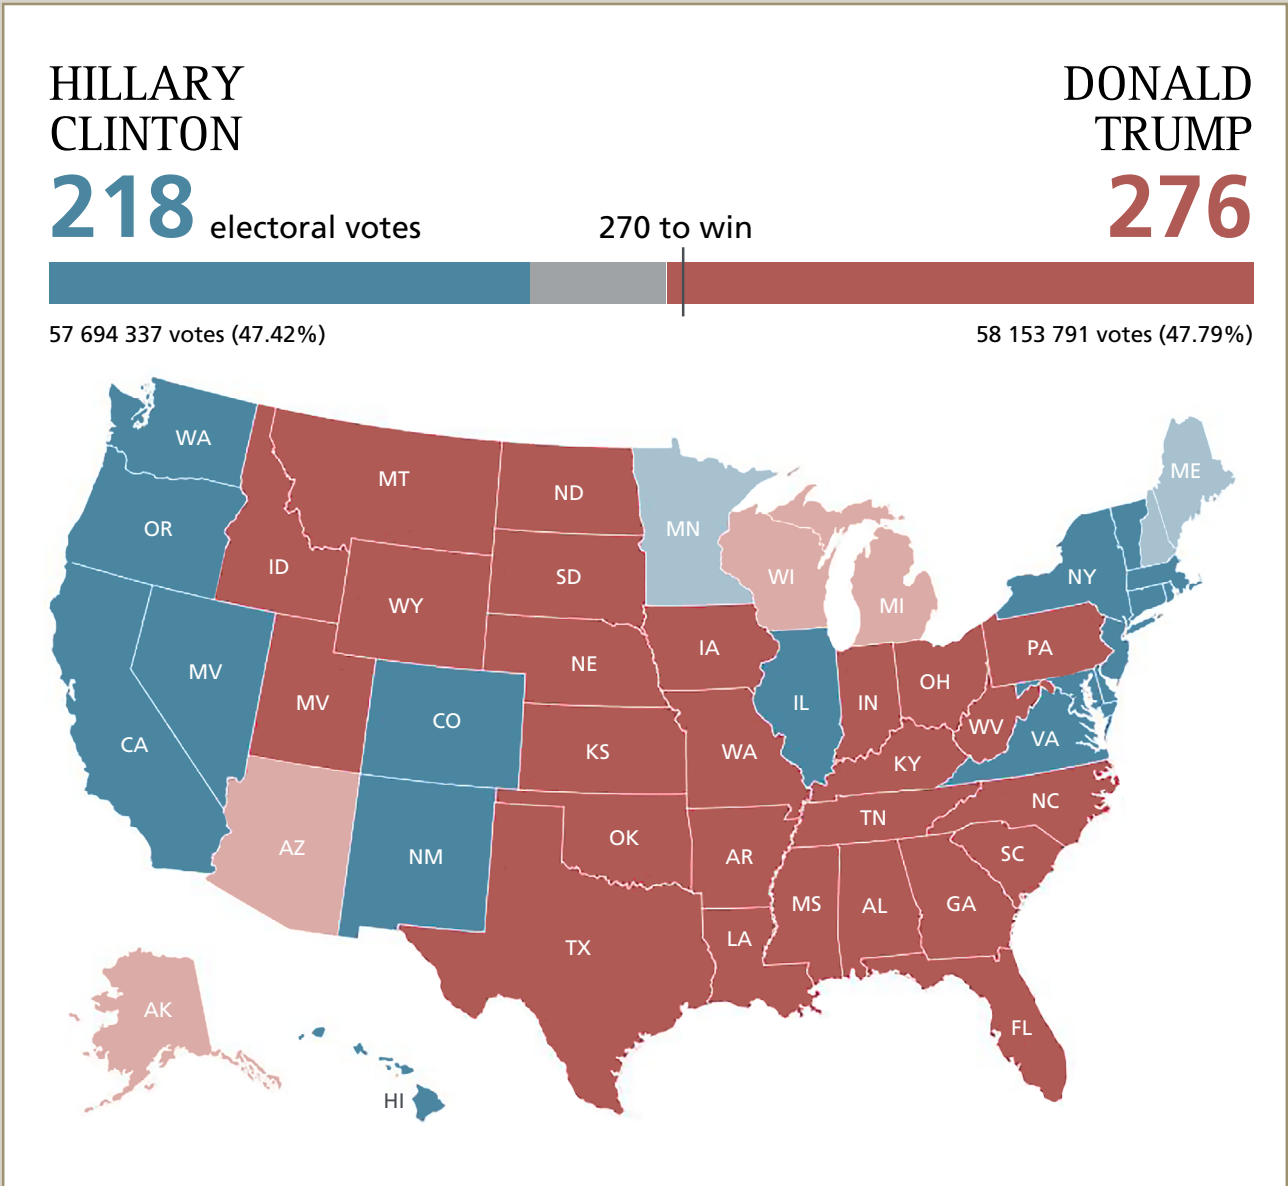 HILLARY
CLINTON
218 electoral votes
270 to win
DONALD
TRUMP
276
57 694 337 votes (47.42%)
58 153 791 votes (47.79%)
WA
MT
ND
MN
ME
OR
ID
SD
WI
MI
NY
WY
IA
PA
MV
NE
OH
MV
CO
IL
IN
WV
VA
CA
KS
WA
KY
NC
AZ
NM
OK
AR
TN
SC
MS
AL
GA
TX
LA
AK
FL
HI